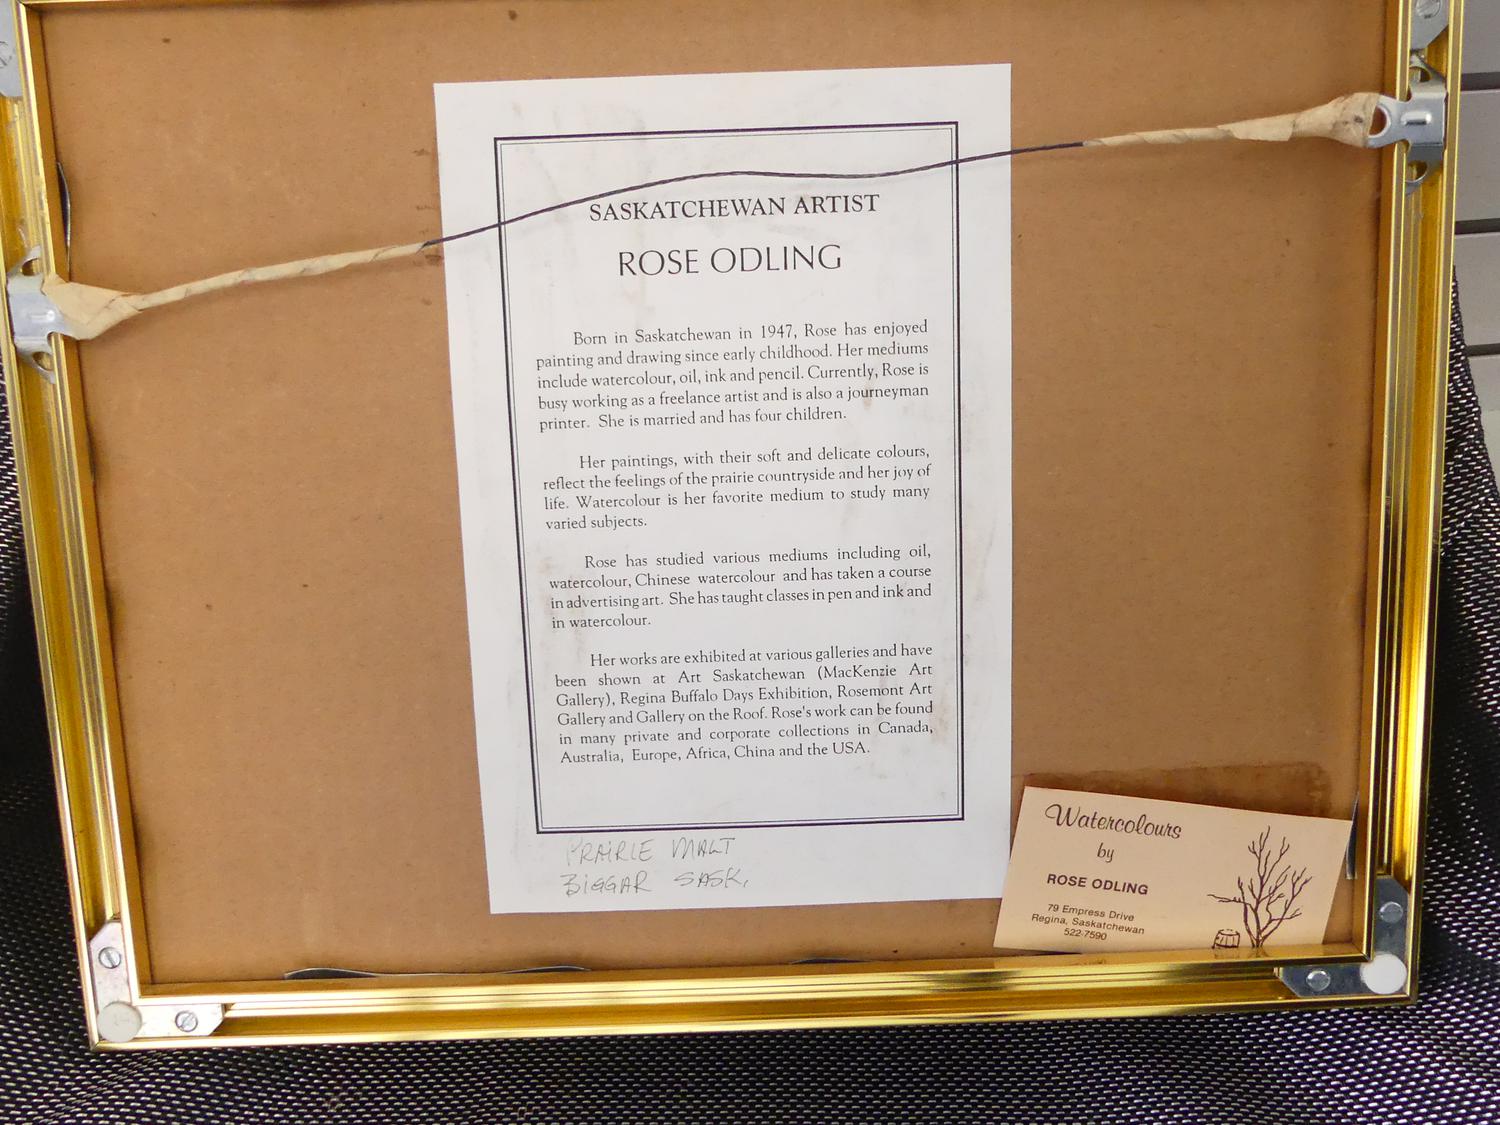 SASKATCHEWAN ARTIST
ROSE ODLING
Born in Saskatchewan in 1947, Rose has enjoyed
painting and drawing since early childhood. Her mediums
include watercolour, oil, ink and pencil. Currently, Rose is
busy working as a freelance artist and is also a journeyman
printer. She is married and has four children.
Her paintings, with their soft and delicate colours,
reflect the feelings of the prairie countryside and her joy of
life. Watercolour is her favorite medium to study many
varied subjects.
Rose has studied various mediums including oil,
watercolour, Chinese watercolour and has taken a course
in advertising art. She has taught classes in pen and ink and
in watercolour.
Her works are exhibited at various galleries and have
been shown at Art Saskatchewan (MacKenzie Art
Gallery), Regina Buffalo Days Exhibition, Rosemont Art
Gallery and Gallery on the Roof. Rose's work can be found
in many private and corporate collections in Canada,
Australia, Europe, Africa, China and the USA.
PRAIRIE MALT
BIGGAR SASK.
Watercolours
by
ROSE ODLING
79 Empress Drive
Regina, Saskatchewan
522-7590